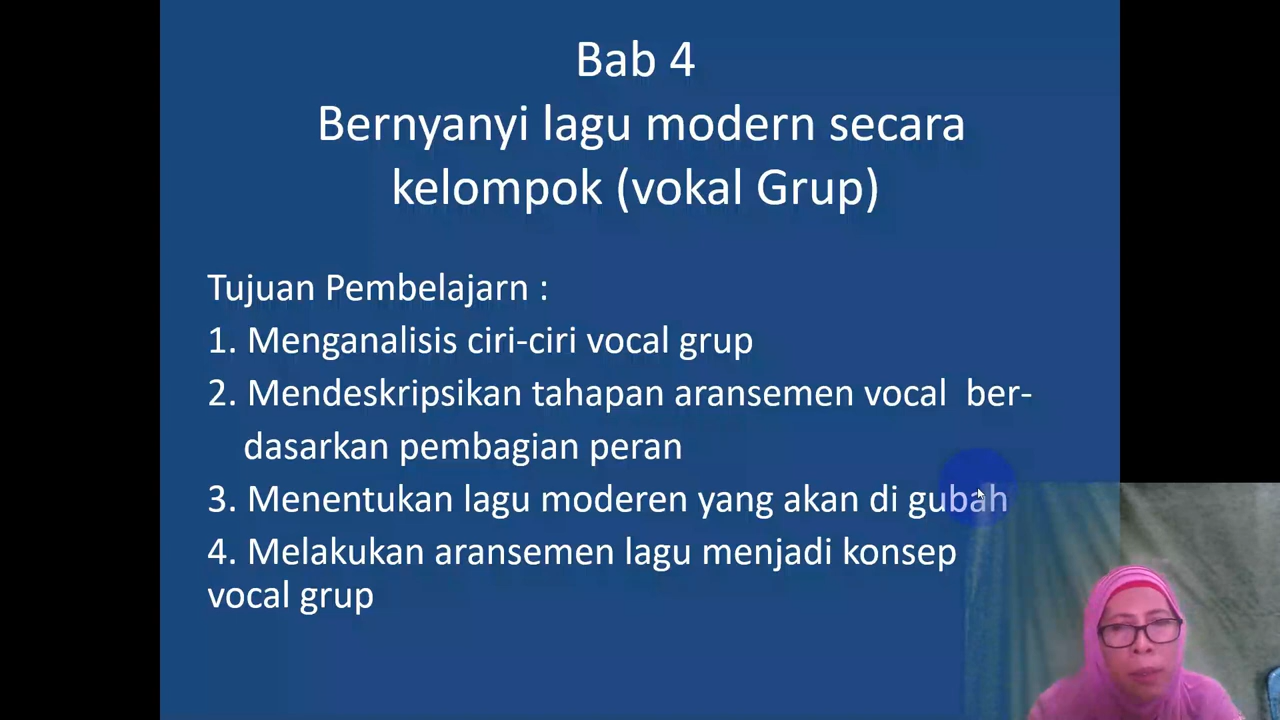 Bab 4
Bernyanyi lagu modern secara
kelompok (vokal Grup)
Tujuan Pembelajarn :
1. Menganalisis ciri-ciri vocal grup
2. Mendeskripsikan tahapan aransemen vocal  ber-
dasarkan pembagian peran
3. Menentukan lagu moderen yang akan di gubah
4. Melakukan aransemen lagu menjadi konsep
vocal grup